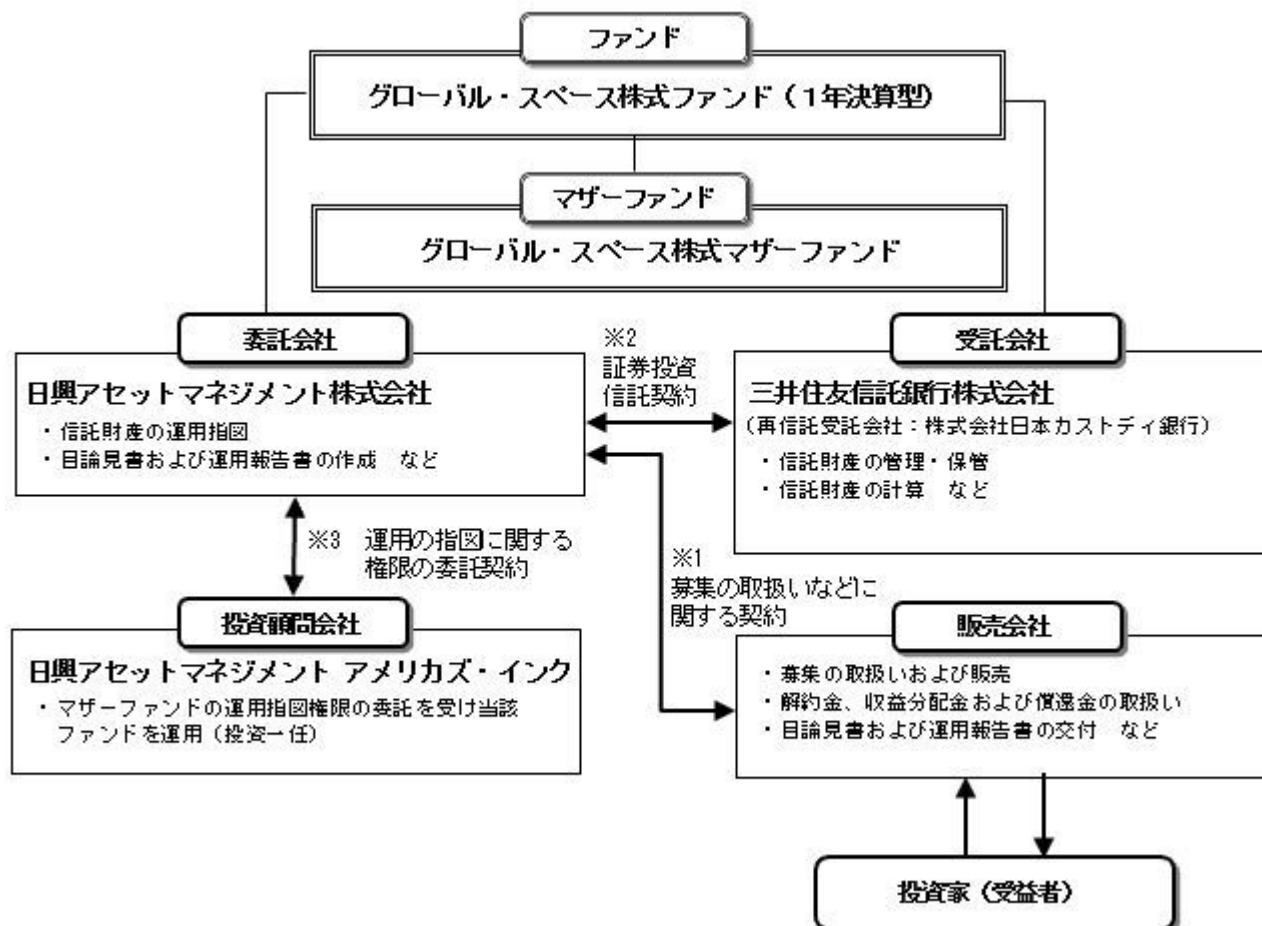 ファンド
グローバル・スペース株式ファンド（１年決算型）
マザーファンド
グローバル・スペース株式マザーファンド
委託会社
日興アセットマネジメント株式会社
・信託財産の運用指図
・目論見書および運用報告書の作成　など
※2
証券投資
信託契約
受託会社
三井住友信託銀行株式会社
（再信託受託会社：株式会社日本カストディ銀行）
・信託財産の管理・保管
・信託財産の計算　など
※3　運用の指図に関する
権限の委託契約
※1
募集の取扱いなどに
関する契約
投資顧問会社
日興アセットマネジメント アメリカズ・インク
・マザーファンドの運用指図権限の委託を受け当該
ファンドを運用（投資一任）
販売会社
・募集の取扱いおよび販売
・解約金、収益分配金および償還金の取扱い
・目論見書および運用報告書の交付　など
投資家（受益者）